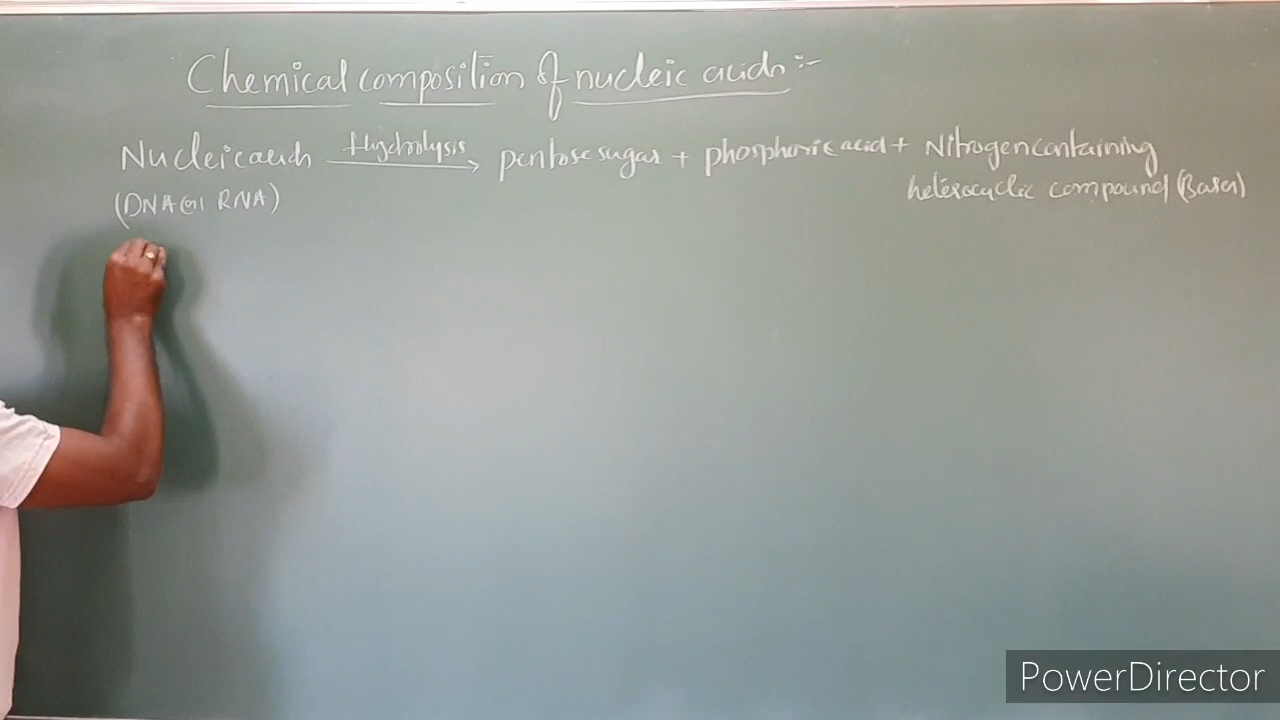 Chemical composition of nucleic acids :-
Nucleic acids Hydrolysis → pentose sugar + phosphoric acid + Nitrogen containing
(DNA (or) RNA) heterocyclic compound (Bases)
PowerDirector